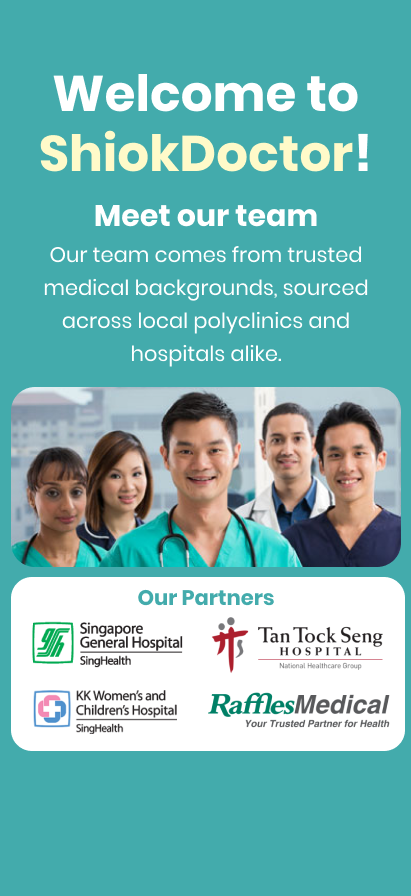 Welcome to
ShiokDoctor!
Meet our team
Our team comes from trusted
medical backgrounds, sourced
across local polyclinics and
hospitals alike.
Our Partners
Singapore
General Hospital
SingHealth
Tan Tock Seng
HOSPITAL
National Healthcare Group
KK Women's and
Children's Hospital
SingHealth
RafflesMedical
Your Trusted Partner for Health